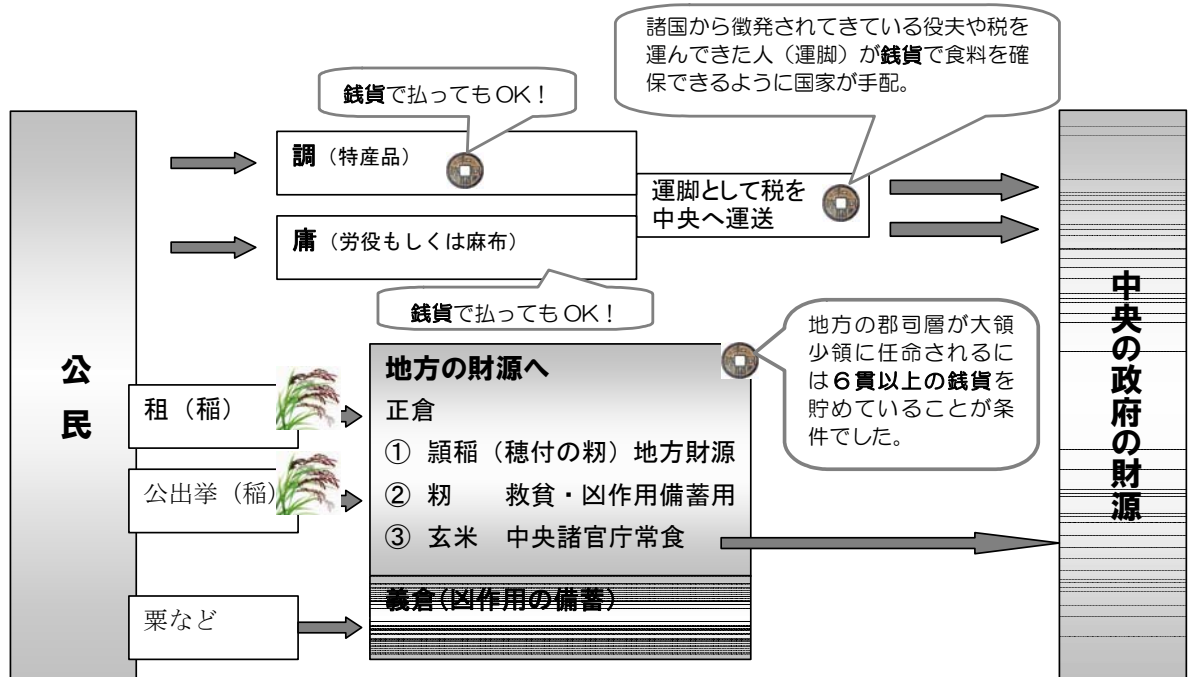 諸国から徴発されてきている役夫や税を
運んできた人（運脚）が銭貨で食料を確
保できるように国家が手配。
銭貨で払ってもOK！
調（特産品）
運脚として税を
中央へ運送
庸（労役もしくは麻布）
銭貨で払ってもOK！
公民
中央の政府の財源
地方の郡司層が大領
少領に任命されるに
は６貫以上の銭貨を
貯めていることが条
件でした。
租（稲）
公出挙（稲）
粟など
地方の財源へ
正倉
① 頴稲（穂付の籾）地方財源
② 籾　　救貧・凶作用備蓄用
③ 玄米　中央諸官庁常食
義倉(凶作用の備蓄)